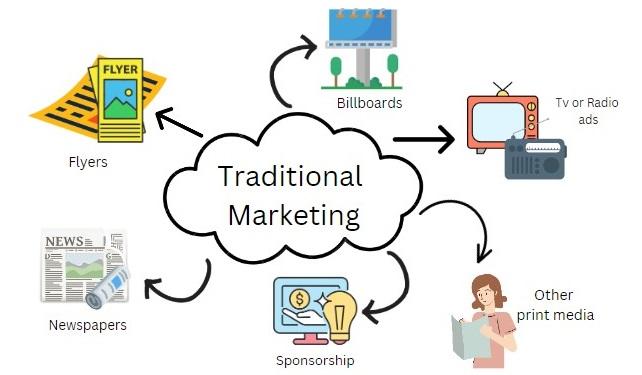 Billboards
FLYER
Flyers
Tv or Radio
ads
Traditional
Marketing
NEWS
Newspapers
Sponsorship
$
Other
print media